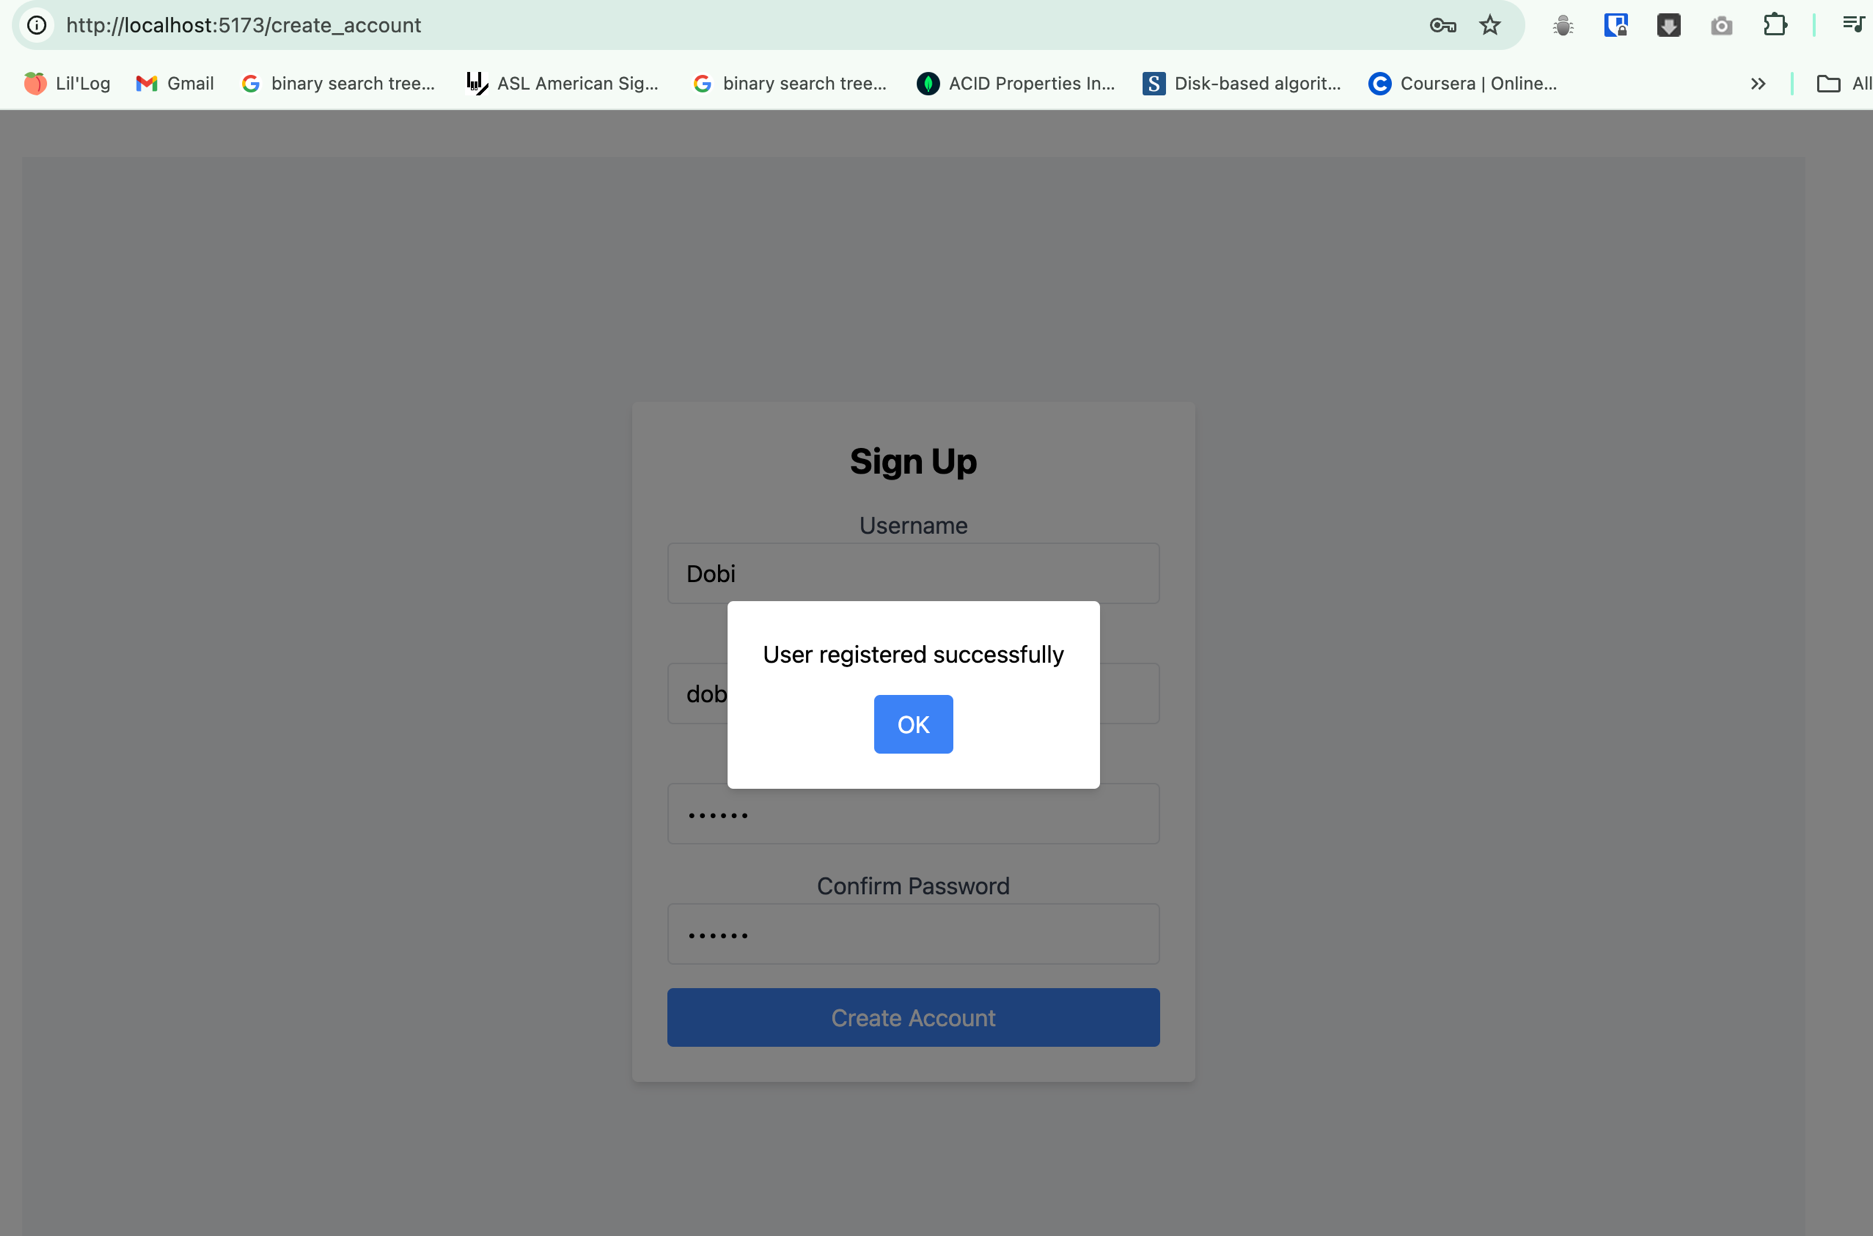 http://localhost:5173/create_account
Lil'Log Gmail binary search tree... ASL American Sig... binary search tree... ACID Properties In... Disk-based algorit... Coursera | Online... All
Sign Up
Username
Dobi
User registered successfully
dob
OK
••••••
Confirm Password
••••••
Create Account